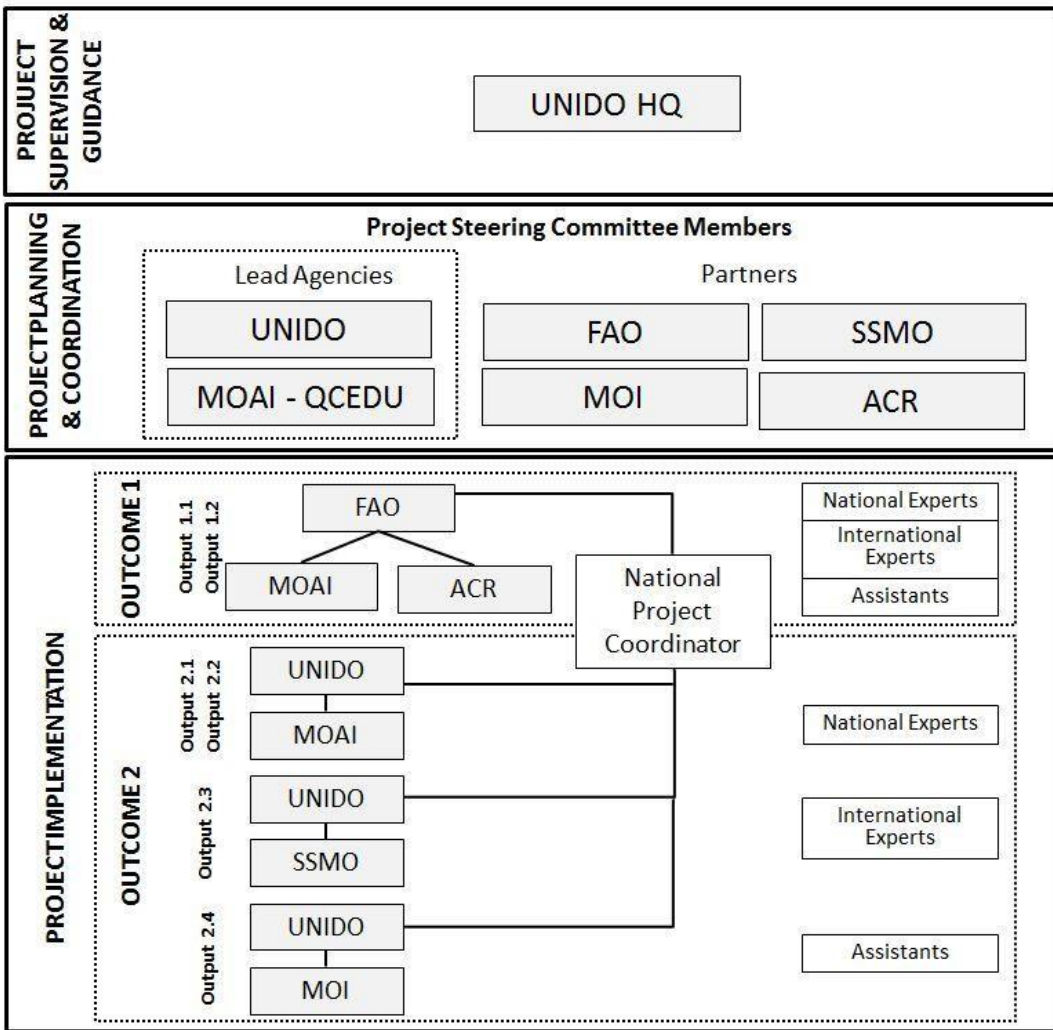 PROJUECT
SUPERVISION &
GUIDANCE
UNIDO HQ
PROJECTPLANNING
& COORDINATION
Project Steering Committee Members
Lead Agencies
UNIDO
MOAI - QCEDU
Partners
FAO
SSMO
MOI
ACR
PROJECTIMPLEMENTATION
OUTCOME 1
Output 1.1
Output 1.2
FAO
MOAI
ACR
National
Project
Coordinator
National Experts
International
Experts
Assistants
OUTCOME 2
Output 2.1
Output 2.2
UNIDO
MOAI
Output 2.3
UNIDO
SSMO
Output 2.4
UNIDO
MOI
National Experts
International
Experts
Assistants